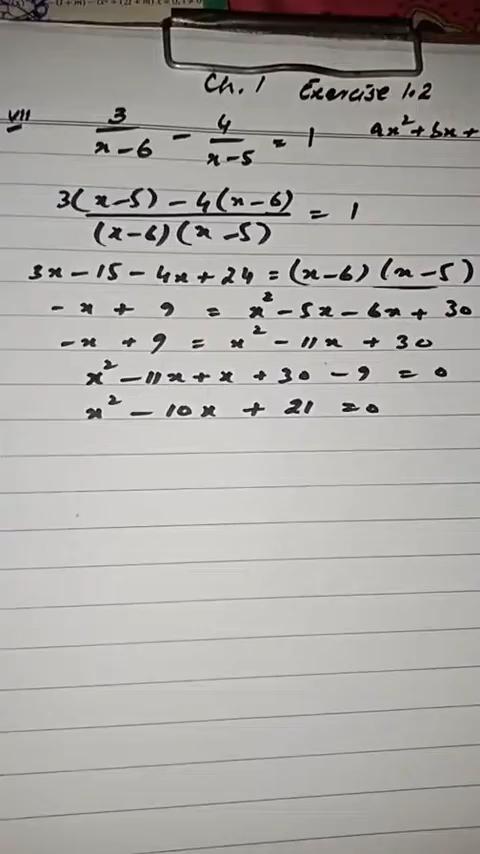 Ch. 1 Exercise 1.2
VII 3/(x-6) - 4/(x-5) = 1 ax² + bx +
3(x-5) - 4(x-6)/(x-6)(x-5) = 1
3x - 15 - 4x + 24 = (x-6)(x-5)
-x + 9 = x² - 5x - 6x + 30
-x + 9 = x² - 11x + 30
x² - 11x + x + 30 - 9 = 0
x² - 10x + 21 = 0